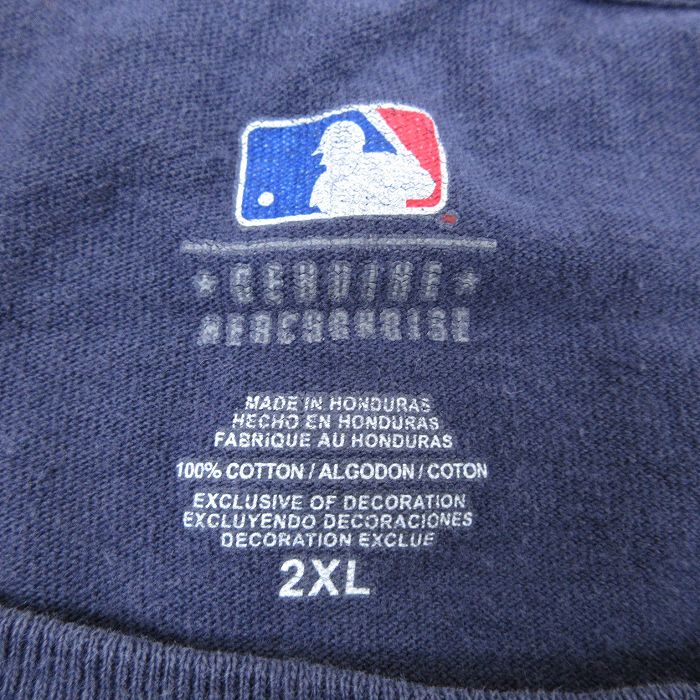 ★ GENUINE ★
MERCHANDISE
MADE IN HONDURAS
HECHO EN HONDURAS
FABRIQUE AU HONDURAS
100% COTTON / ALGODON / COTON
EXCLUSIVE OF DECORATION
EXCLUYENDO DECORACIONES
DECORATION EXCLUE
2XL